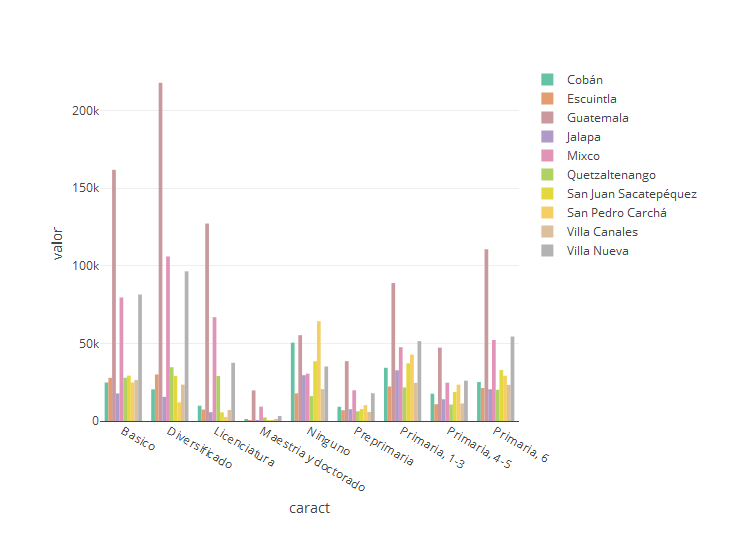 Cobán
Escuintla
Guatemala
Jalapa
Mixco
Quetzaltenango
San Juan Sacatepéquez
San Pedro Carchá
Villa Canales
Villa Nueva
200k
150k
100k
50k
0
valor
Basico
Diversificado
Licenciatura
Maestria y doctorado
Ninguno
Preprimaria
Primaria, 1-3
Primaria, 4-5
Primaria, 6
caract